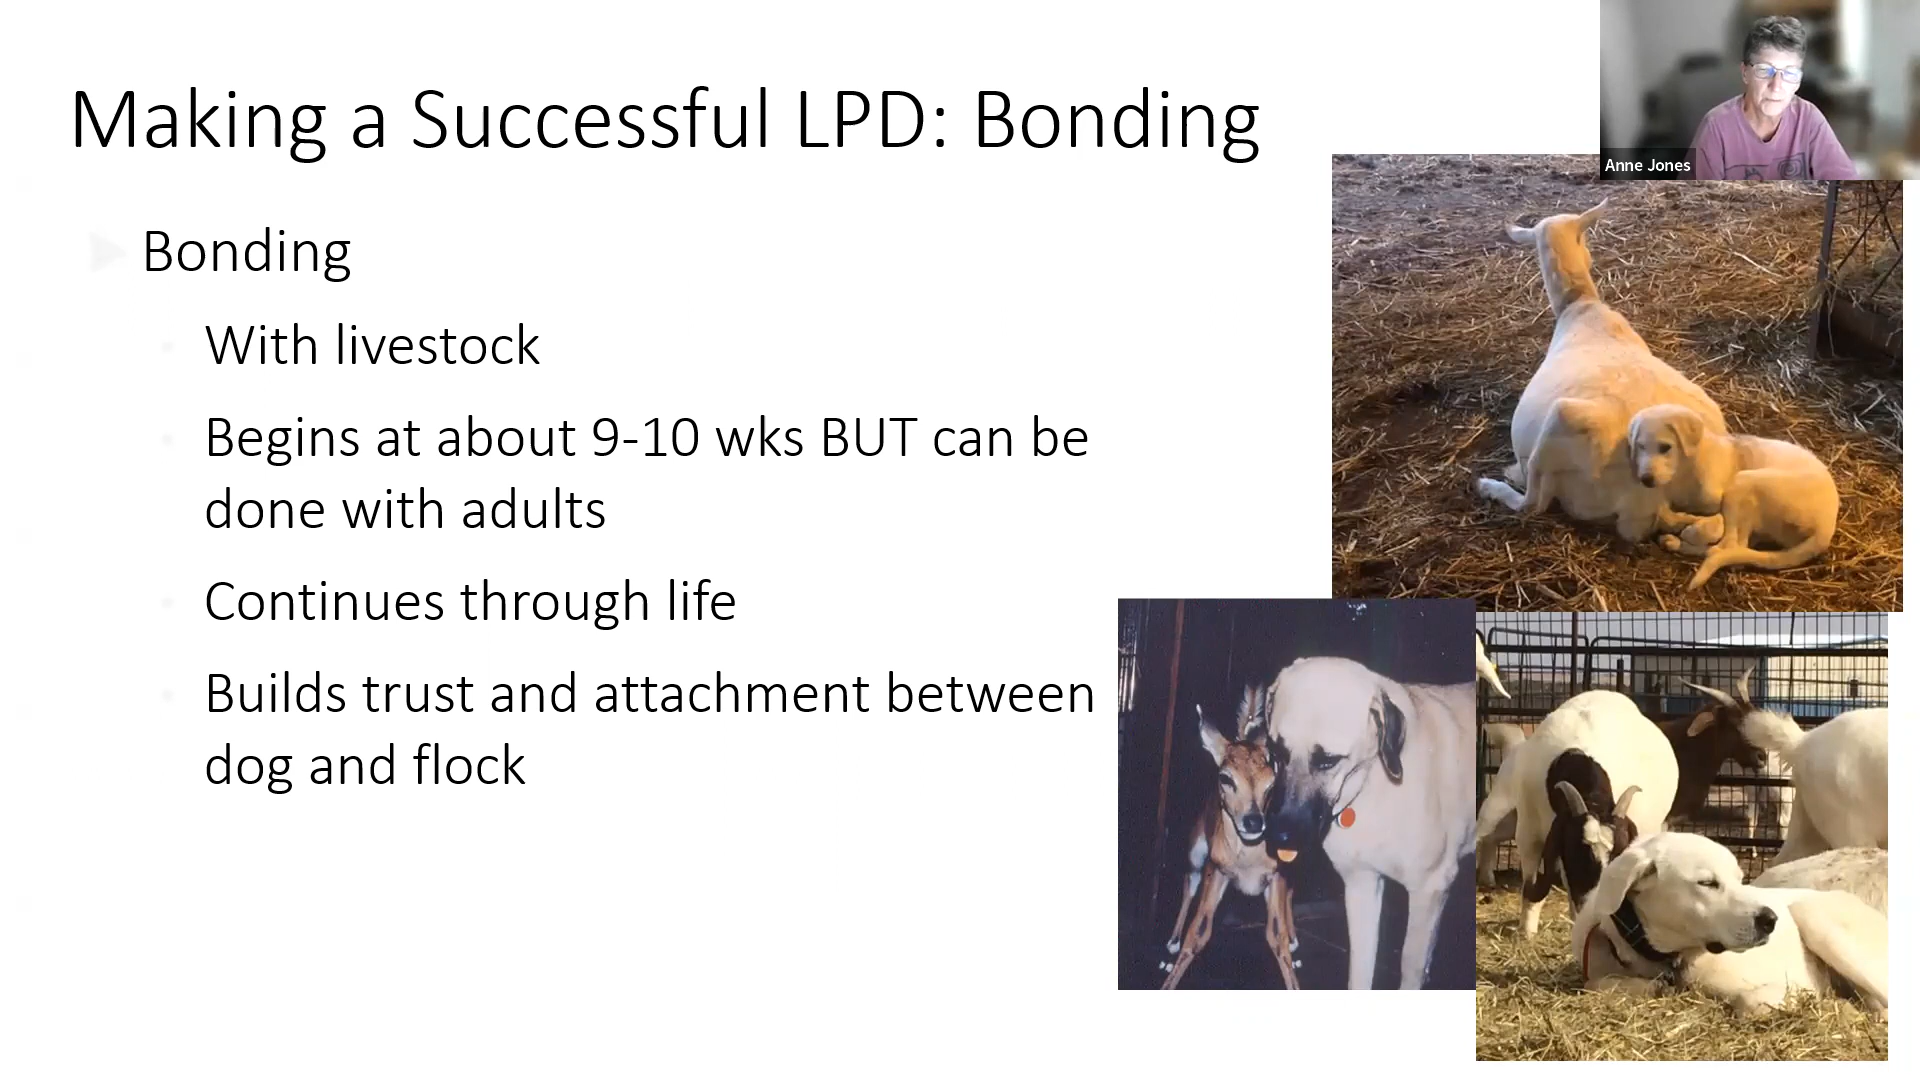 Making a Successful LPD: Bonding
Anne Jones
Bonding
With livestock
Begins at about 9-10 wks BUT can be
done with adults
Continues through life
Builds trust and attachment between
dog and flock